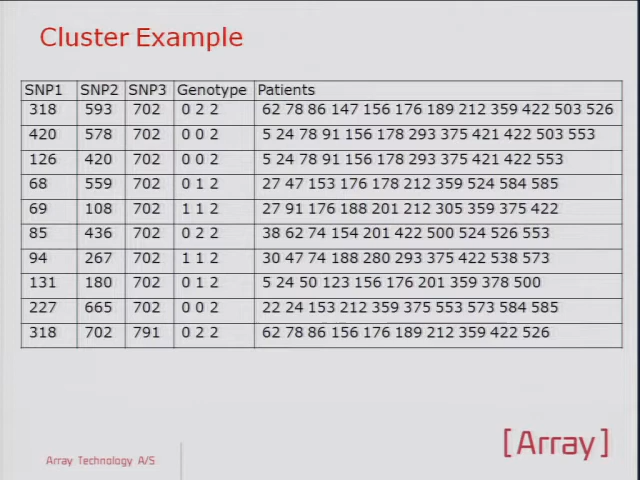 Cluster Example
SNP1 SNP2 SNP3 Genotype Patients
318 593 702 0 2 2 62 78 86 147 156 176 189 212 359 422 503 526
420 578 702 0 0 2 5 24 78 91 156 178 293 375 421 422 503 553
126 420 702 0 0 2 5 24 78 91 156 178 293 375 421 422 553
68 559 702 0 1 2 27 47 153 176 178 212 359 524 584 585
69 108 702 1 1 2 27 91 176 188 201 212 305 359 375 422
85 436 702 0 2 2 38 62 74 154 201 422 500 524 526 553
94 267 702 1 1 2 30 47 74 188 280 293 375 422 538 573
131 180 702 0 1 2 5 24 50 123 156 176 201 359 378 500
227 665 702 0 0 2 22 24 153 212 359 375 553 573 584 585
318 702 791 0 2 2 62 78 86 156 176 189 212 359 422 526
[Array]
Array Technology A/S